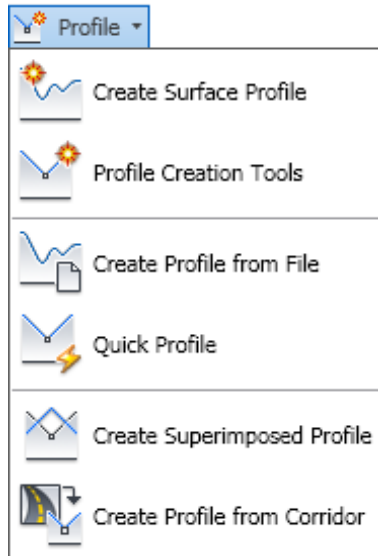 Profile
Create Surface Profile
Profile Creation Tools
Create Profile from File
Quick Profile
Create Superimposed Profile
Create Profile from Corridor